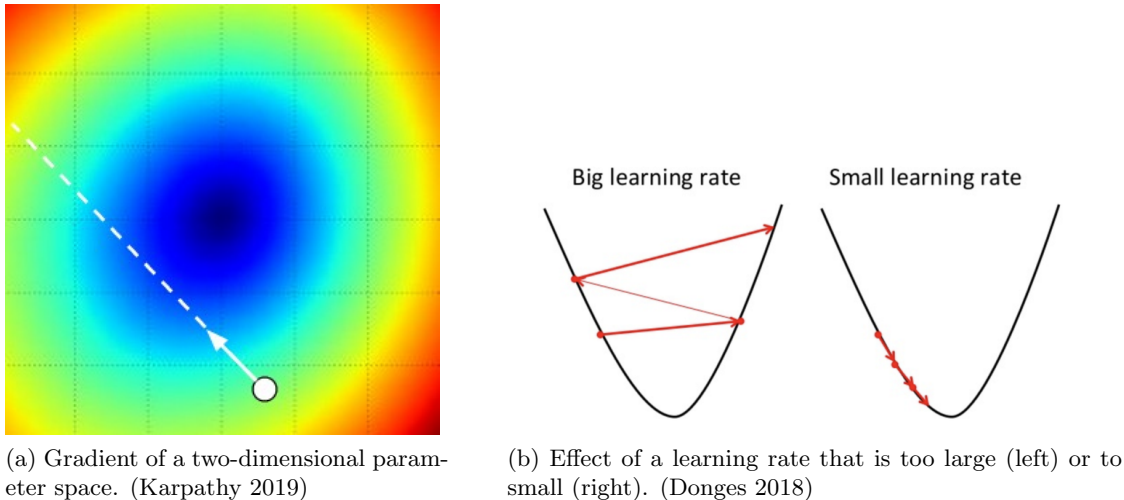 Big learning rate
Small learning rate
(a) Gradient of a two-dimensional param-
eter space. (Karpathy 2019)
(b) Effect of a learning rate that is too large (left) or to
small (right). (Donges 2018)